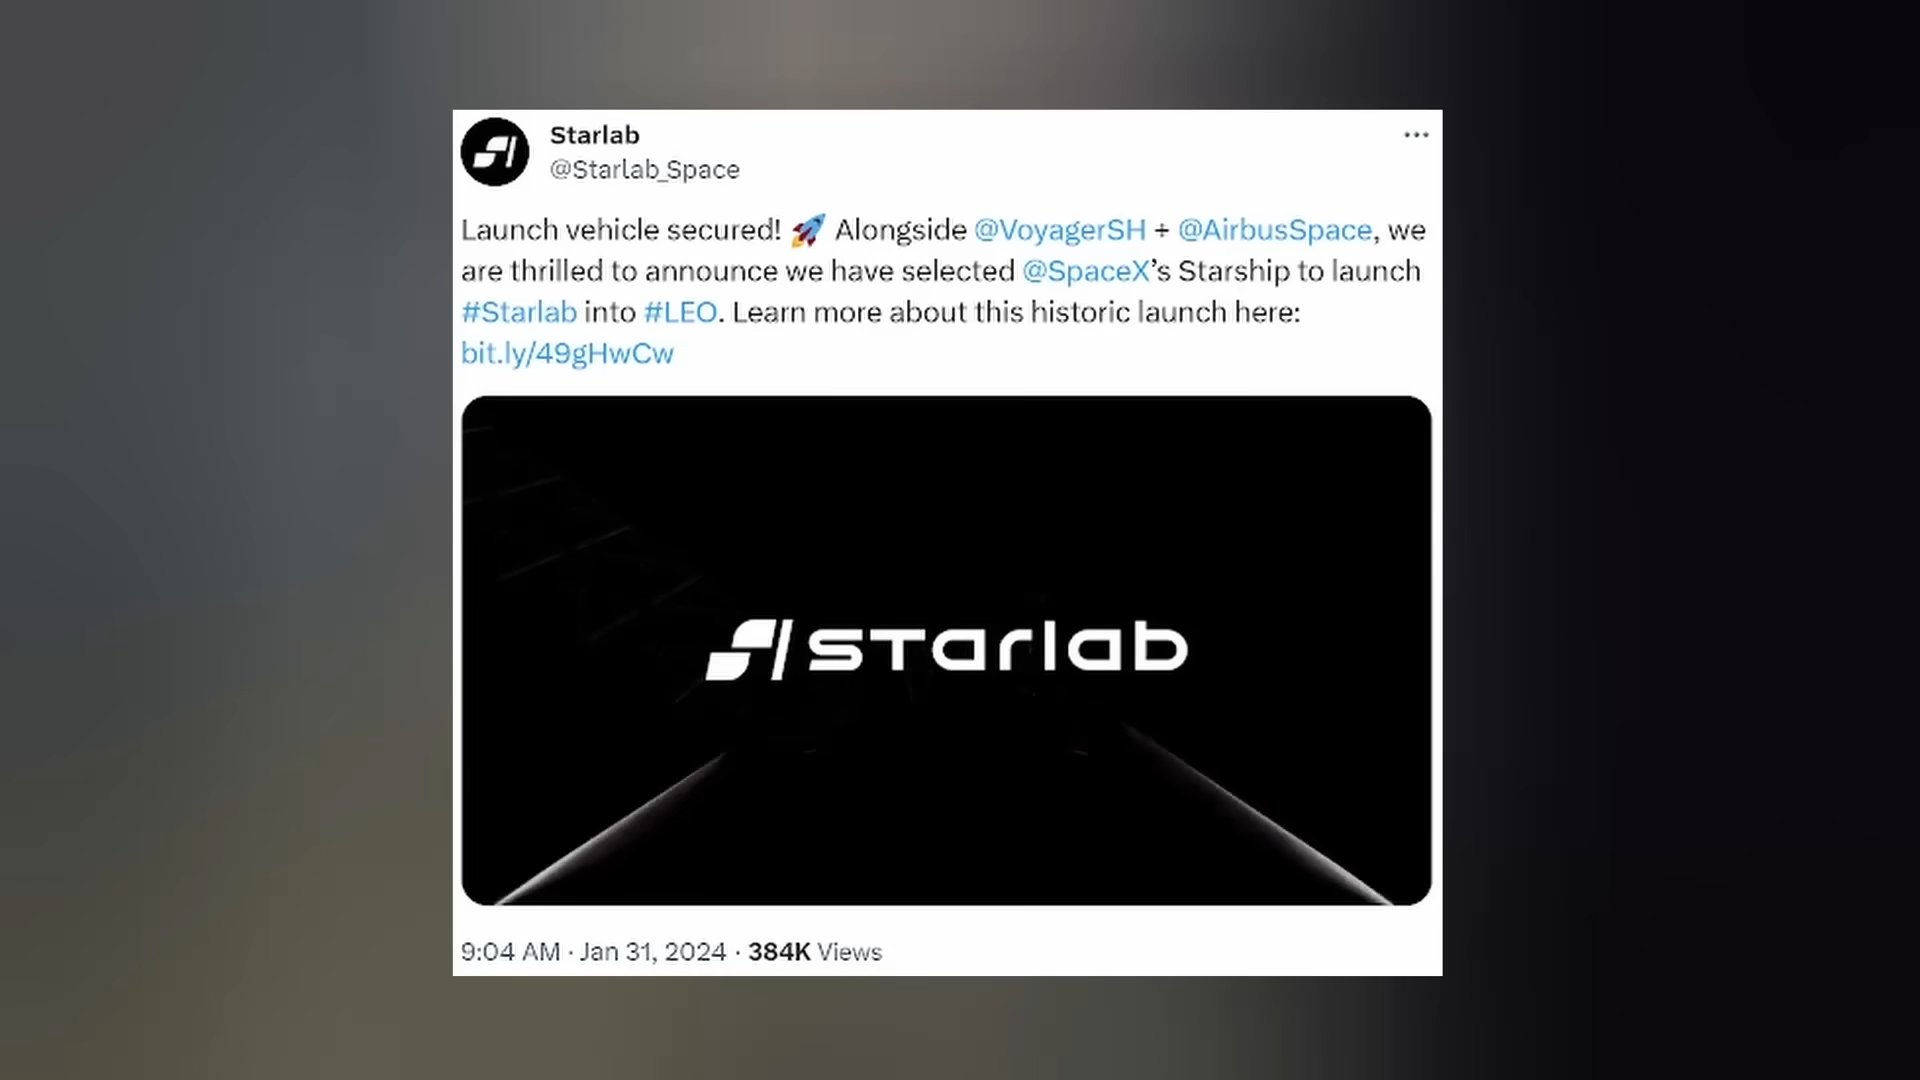 Starlab
@Starlab_Space
Launch vehicle secured! 🚀 Alongside @VoyagerSH + @AirbusSpace, we
are thrilled to announce we have selected @SpaceX’s Starship to launch
#Starlab into #LEO. Learn more about this historic launch here:
bit.ly/49gHwCw
starlab
9:04 AM · Jan 31, 2024 · 384K Views